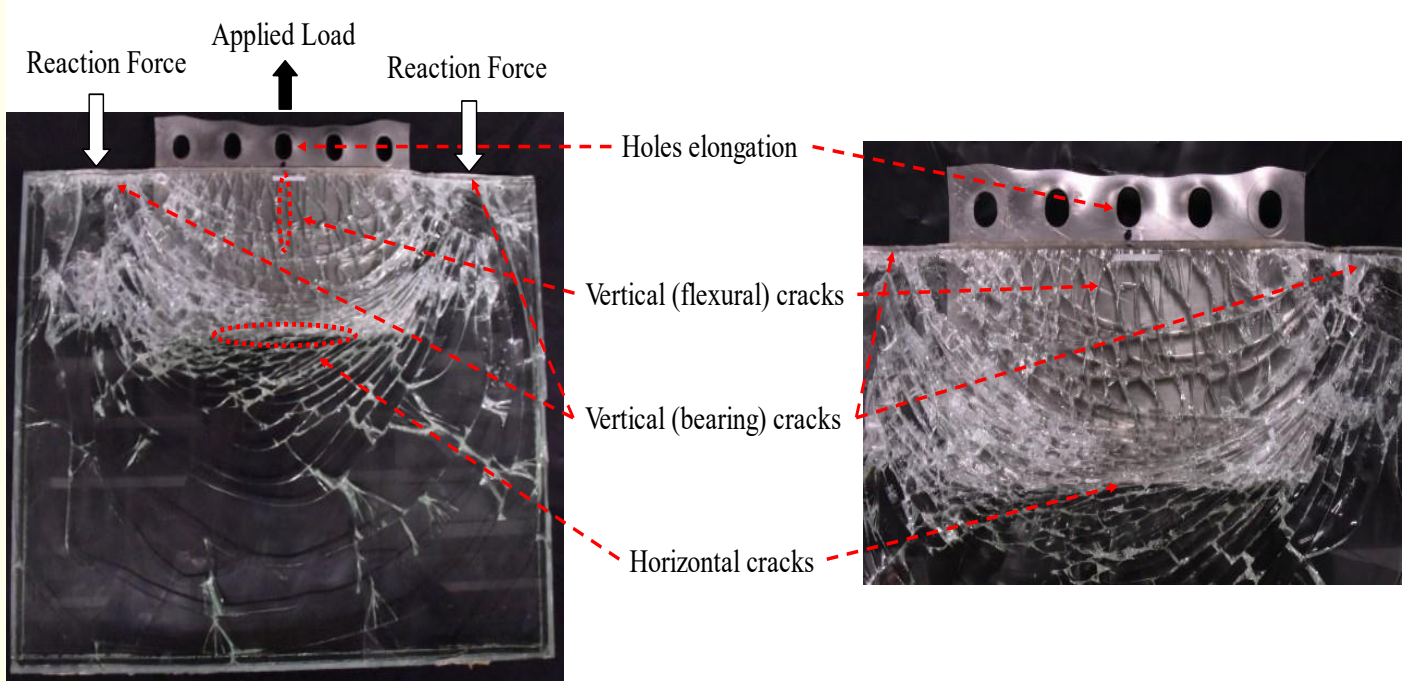 Applied Load
Reaction Force
Reaction Force
Holes elongation
Vertical (flexural) cracks
Vertical (bearing) cracks
Horizontal cracks